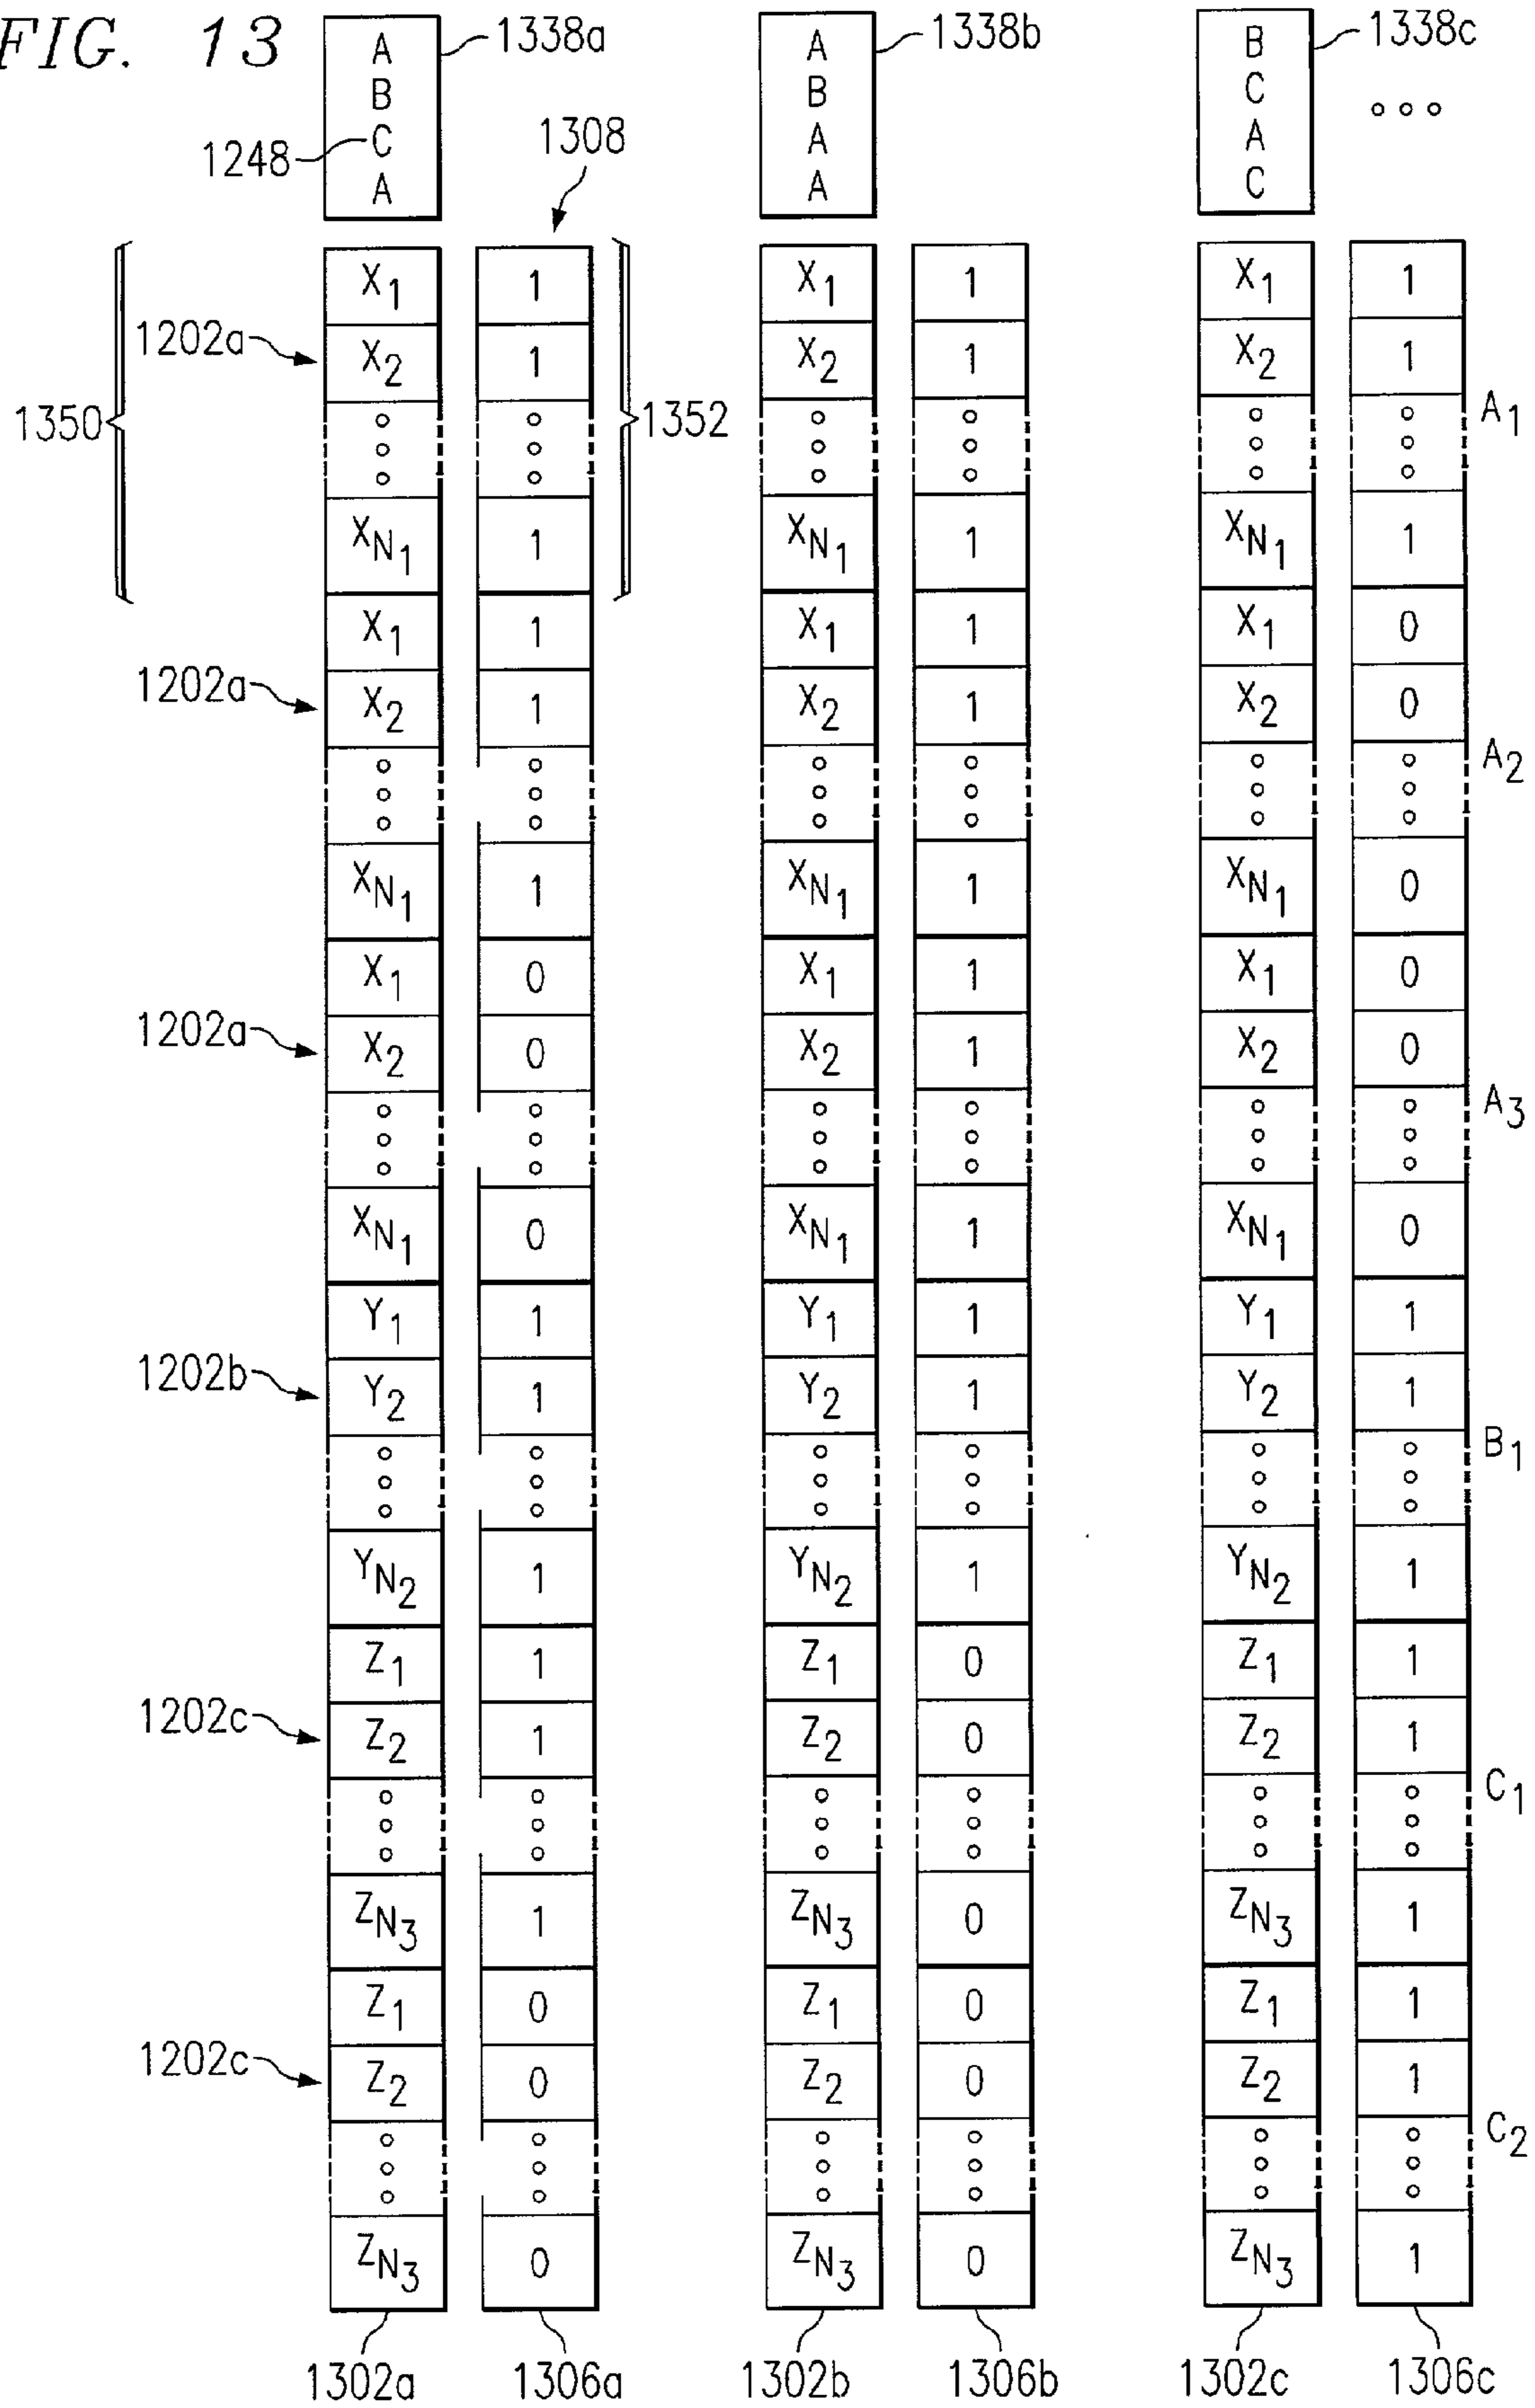 FIG. 13
A 1338a A 1338b B 1338c
B B C
1248 C 1308 A A
A A C
X1 1 X1 1 X1 1
1202a X2 1 X2 1 X2 1
1350 1352 A1
XN1 1 XN1 1 XN1 1
X1 1 X1 1 X1 0
1202a X2 1 X2 1 X2 0
A2
XN1 1 XN1 1 XN1 0
X1 0 X1 1 X1 0
1202a X2 0 X2 1 X2 0
A3
XN1 0 XN1 1 XN1 0
Y1 1 Y1 1 Y1 1
1202b Y2 1 Y2 1 Y2 1
B1
YN2 1 YN2 1 YN2 1
Z1 1 Z1 0 Z1 1
1202c Z2 1 Z2 0 Z2 1
C1
ZN3 1 ZN3 0 ZN3 1
Z1 0 Z1 0 Z1 1
1202c Z2 0 Z2 0 Z2 1
C2
ZN3 0 ZN3 0 ZN3 1
1302a 1306a 1302b 1306b 1302c 1306c